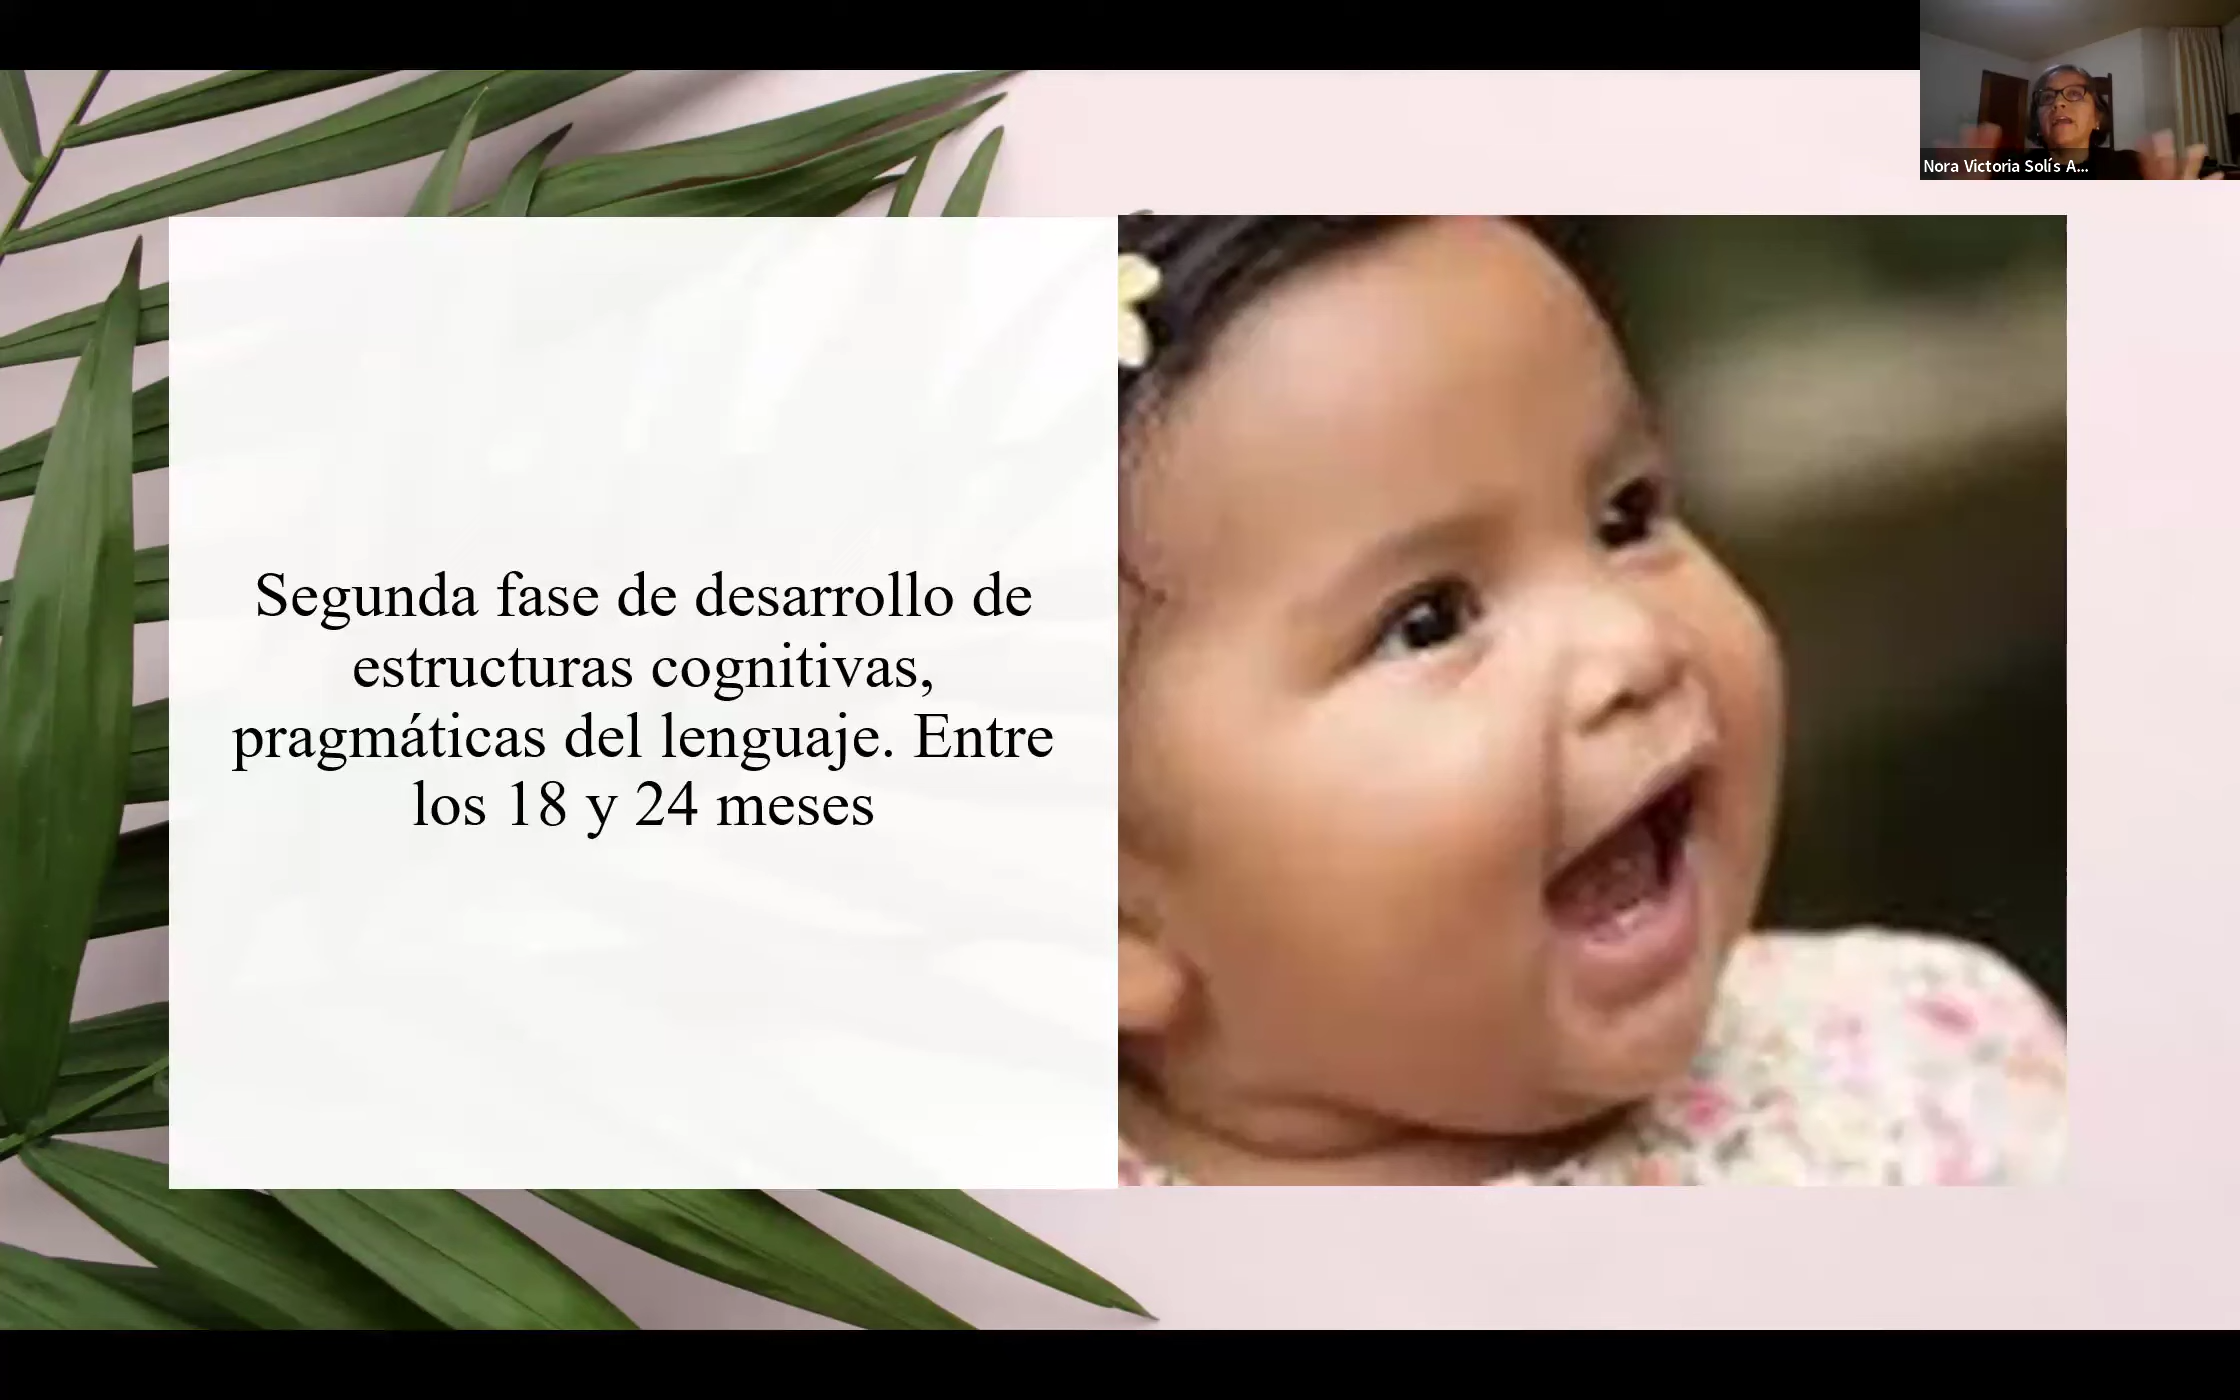 Nora Victoria Solís A...
Segunda fase de desarrollo de
estructuras cognitivas,
pragmáticas del lenguaje. Entre
los 18 y 24 meses